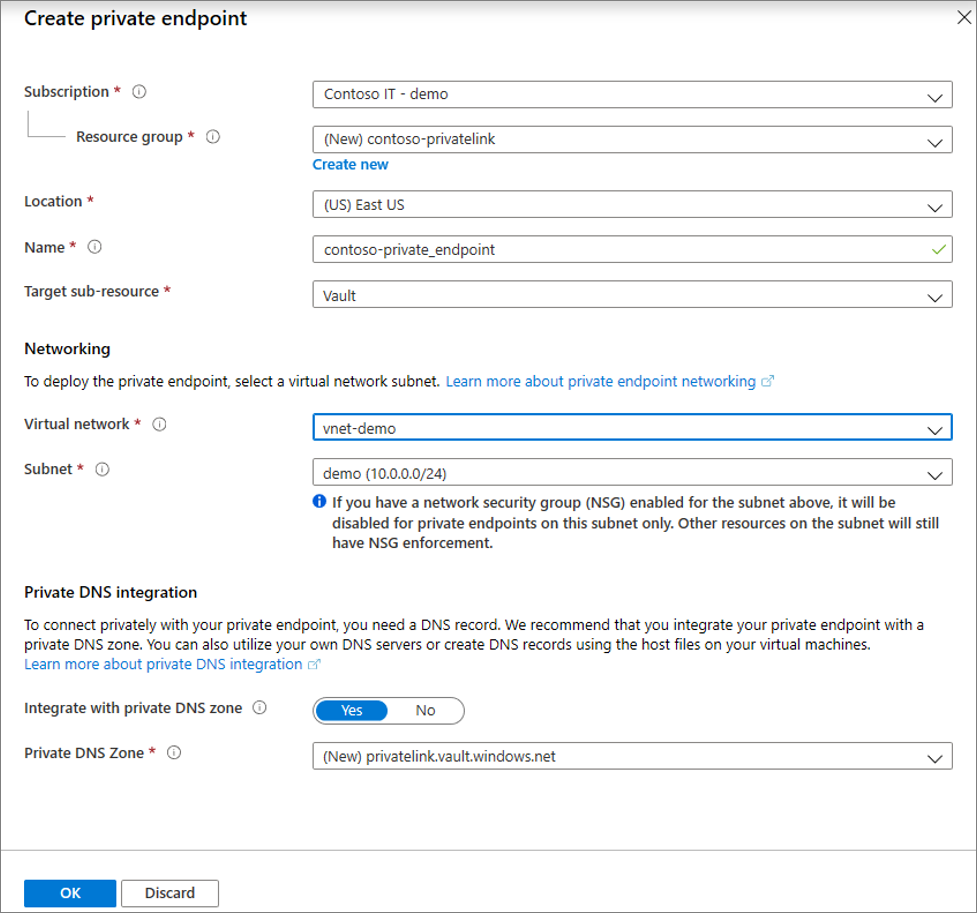 Create private endpoint
Subscription *
Contoso IT - demo
Resource group *
(New) contoso-privatelink
Create new
Location *
(US) East US
Name *
contoso-private_endpoint
Target sub-resource *
Vault
Networking
To deploy the private endpoint, select a virtual network subnet. Learn more about private endpoint networking
Virtual network *
vnet-demo
Subnet *
demo (10.0.0.0/24)
If you have a network security group (NSG) enabled for the subnet above, it will be
disabled for private endpoints on this subnet only. Other resources on the subnet will still
have NSG enforcement.
Private DNS integration
To connect privately with your private endpoint, you need a DNS record. We recommend that you integrate your private endpoint with a
private DNS zone. You can also utilize your own DNS servers or create DNS records using the host files on your virtual machines.
Learn more about private DNS integration
Integrate with private DNS zone
Yes No
Private DNS Zone *
(New) privatelink.vault.windows.net
OK Discard